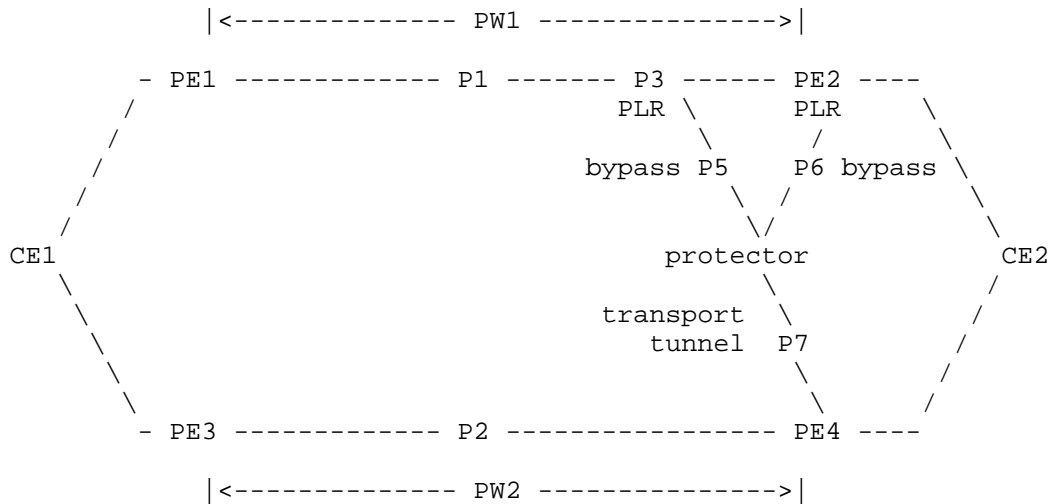 |<-------------- PW1 --------------->|
- PE1 -------------- P1 ------- P3 ------ PE2 ----
PLR PLR
bypass P5 P6 bypass
CE1 protector CE2
transport
tunnel P7
- PE3 -------------- P2 ----------------- PE4 ----
|<-------------- PW2 --------------->|